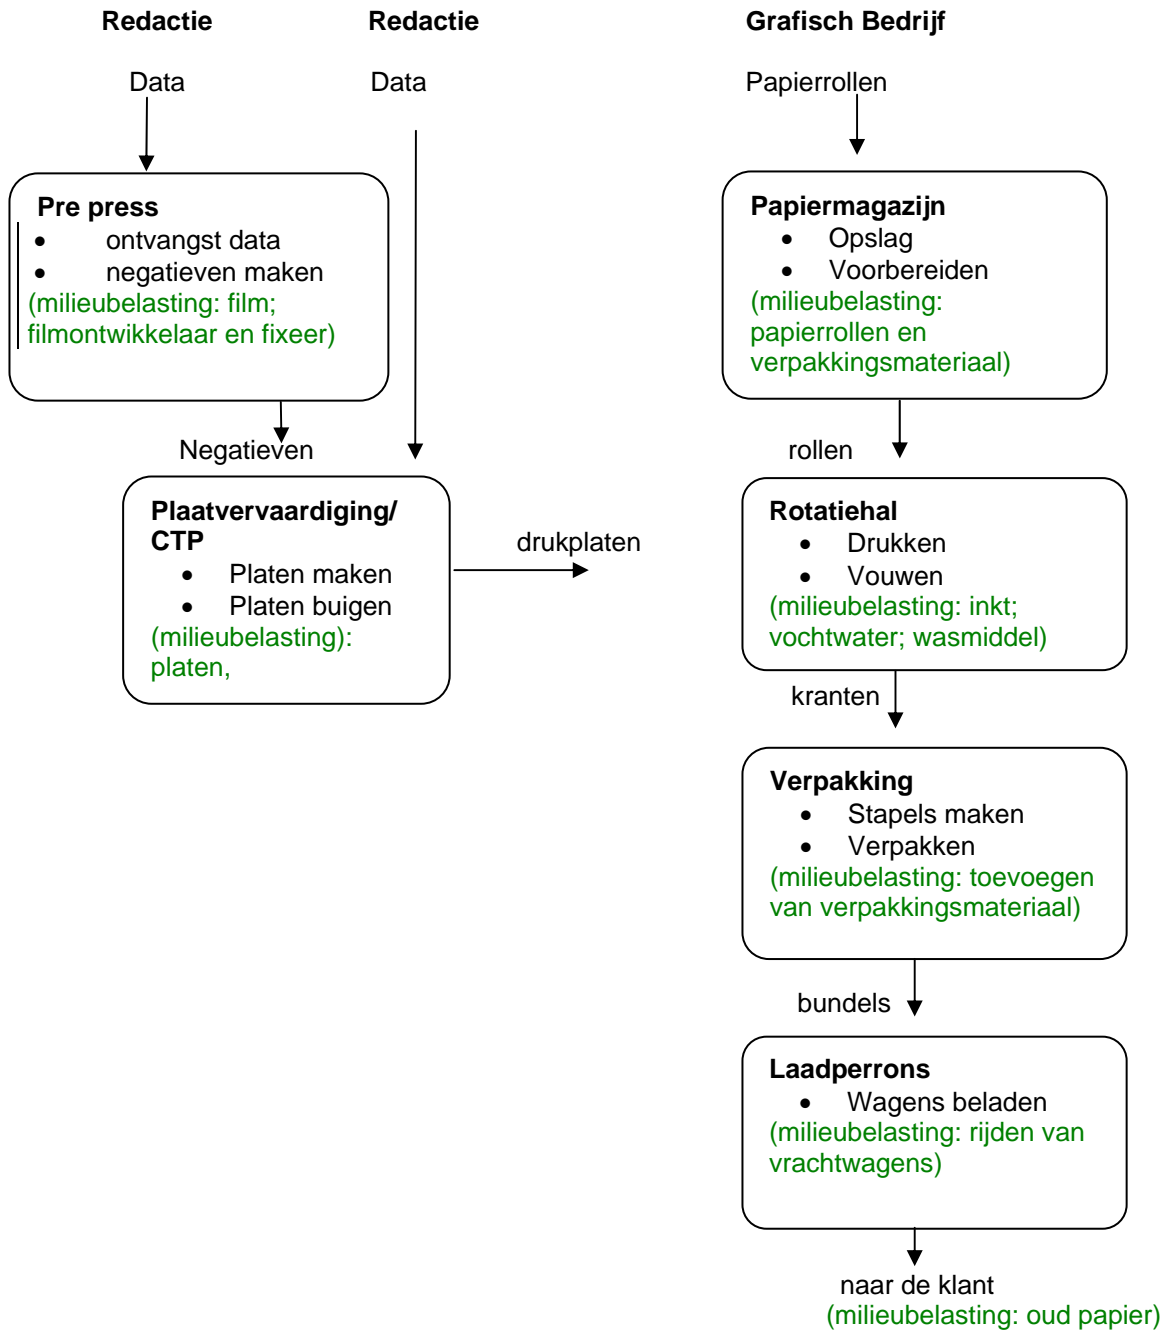 Redactie
Redactie
Grafisch Bedrijf
Data
Data
Papierrollen
Pre press
• ontvangst data
• negatieven maken
(milieubelasting: film;
filmontwikkelaar en fixeer)
Papiermagazijn
• Opslag
• Voorbereiden
(milieubelasting:
papierrollen en
verpakkingsmateriaal)
Negatieven
rollen
Plaatvervaardiging/
CTP
• Platen maken
• Platen buigen
(milieubelasting):
platen,
drukplaten
Rotatiehal
• Drukken
• Vouwen
(milieubelasting: inkt;
vochtwater; wasmiddel)
kranten
Verpakking
• Stapels maken
• Verpakken
(milieubelasting: toevoegen
van verpakkingsmateriaal)
bundels
Laadperrons
• Wagens beladen
(milieubelasting: rijden van
vrachtwagens)
naar de klant
(milieubelasting: oud papier)